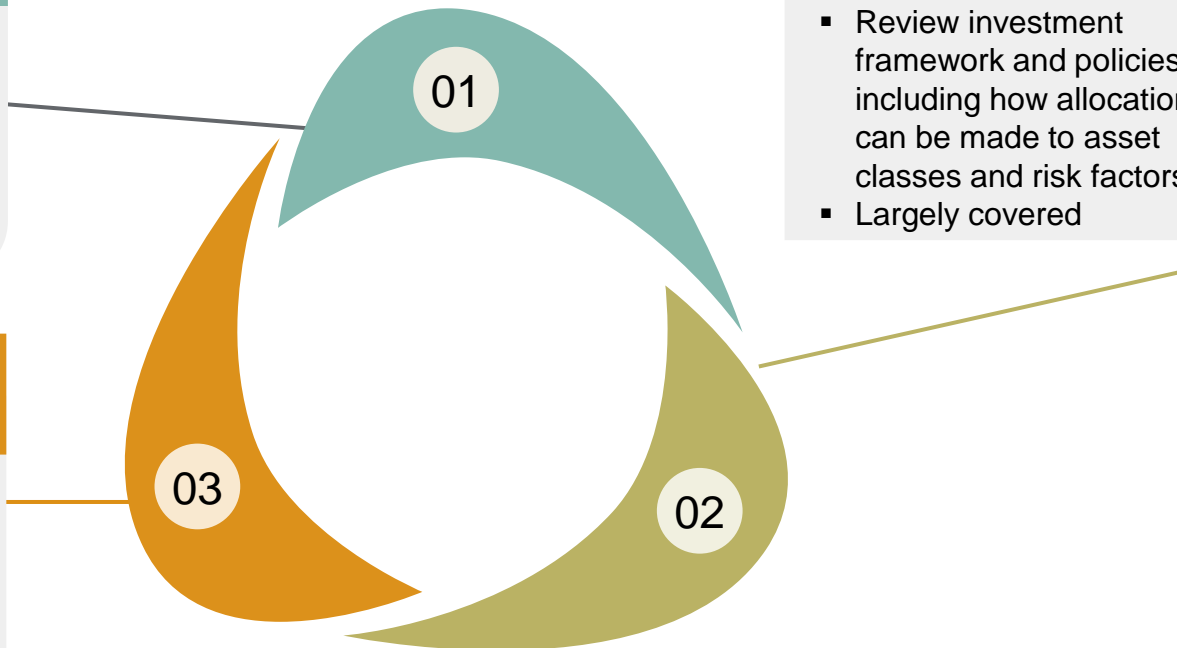 01
▪ Review investment
framework and policies
including how allocation
can be made to asset
classes and risk factors
▪ Largely covered
03
02